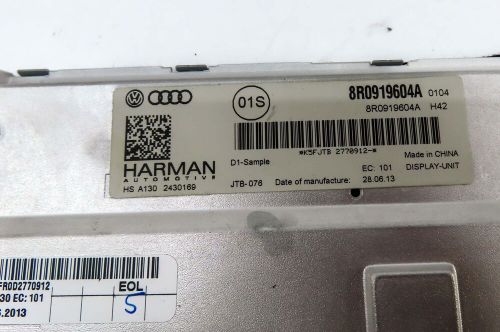 01S
8R0919604A 0104
8R0919604A H42
*K5FJTB 2770912-*
HARMAN
AUTOMOTIVE
HS A130 2430169
D1-Sample
Made in CHINA
EC: 101 DISPLAY-UNIT
JTB-076 Date of manufacture: 28.06.13
FR0D2770912
30 EC: 101
.2013
EOL
5